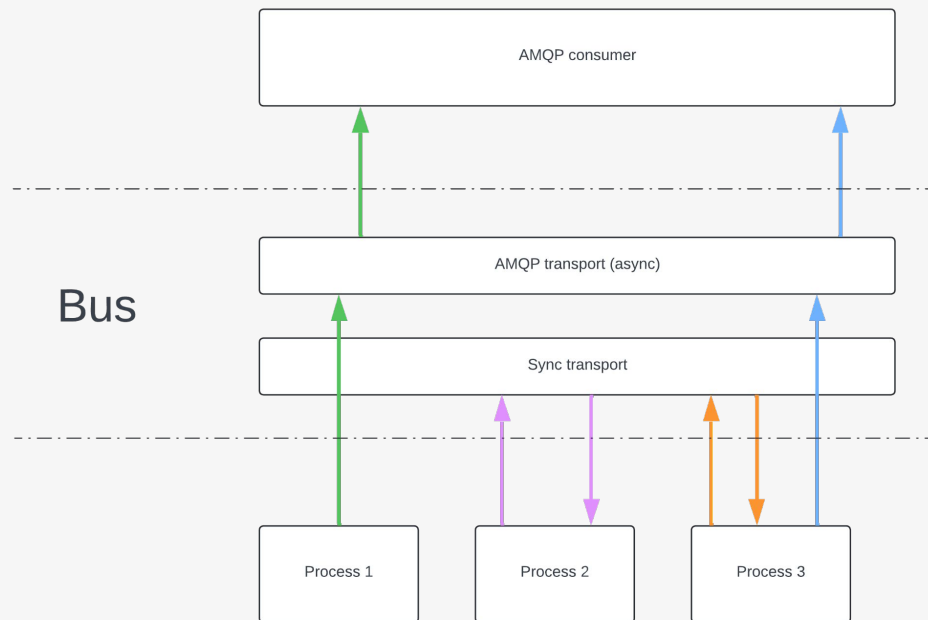 AMQP consumer
AMQP transport (async)
Bus
Sync transport
Process 1
Process 2
Process 3